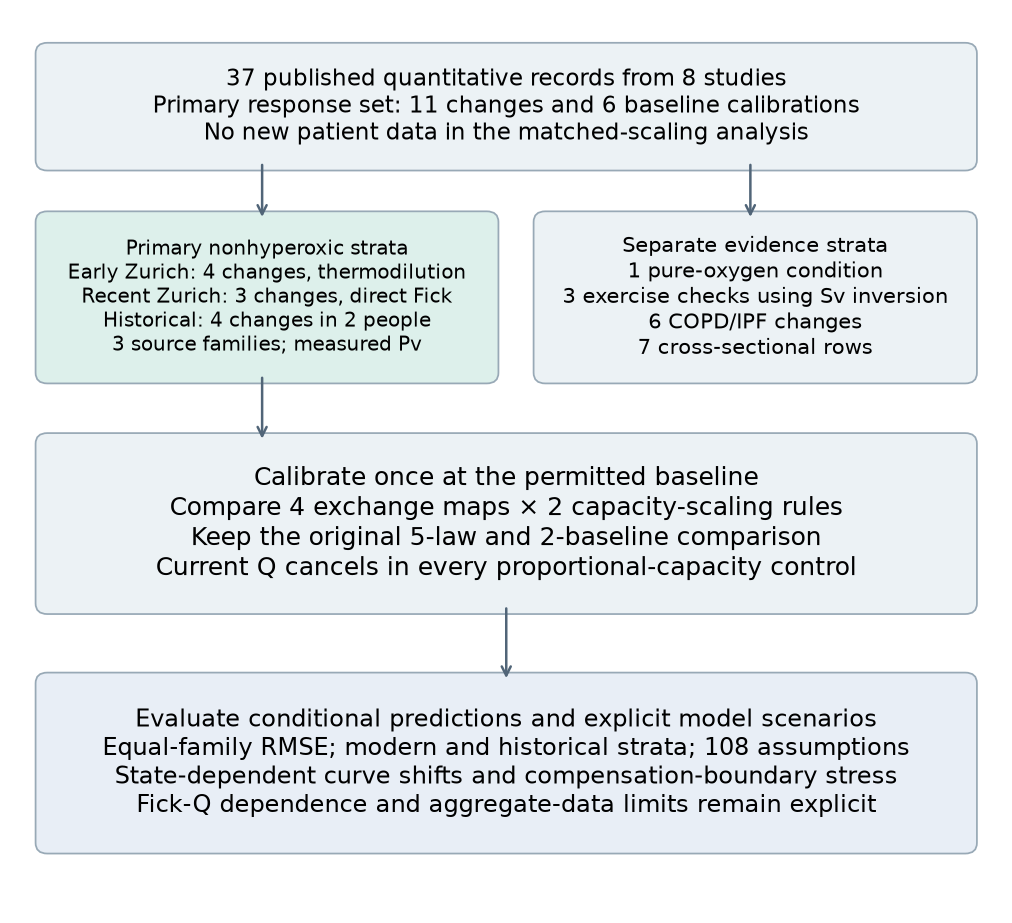 37 published quantitative records from 8 studies
Primary response set: 11 changes and 6 baseline calibrations
No new patient data in the matched-scaling analysis
Primary nonhyperoxic strata
Early Zurich: 4 changes, thermodilution
Recent Zurich: 3 changes, direct Fick
Historical: 4 changes in 2 people
3 source families; measured Pv
Separate evidence strata
1 pure-oxygen condition
3 exercise checks using Sv inversion
6 COPD/IPF changes
7 cross-sectional rows
Calibrate once at the permitted baseline
Compare 4 exchange maps × 2 capacity-scaling rules
Keep the original 5-law and 2-baseline comparison
Current Q cancels in every proportional-capacity control
Evaluate conditional predictions and explicit model scenarios
Equal-family RMSE; modern and historical strata; 108 assumptions
State-dependent curve shifts and compensation-boundary stress
Fick-Q dependence and aggregate-data limits remain explicit